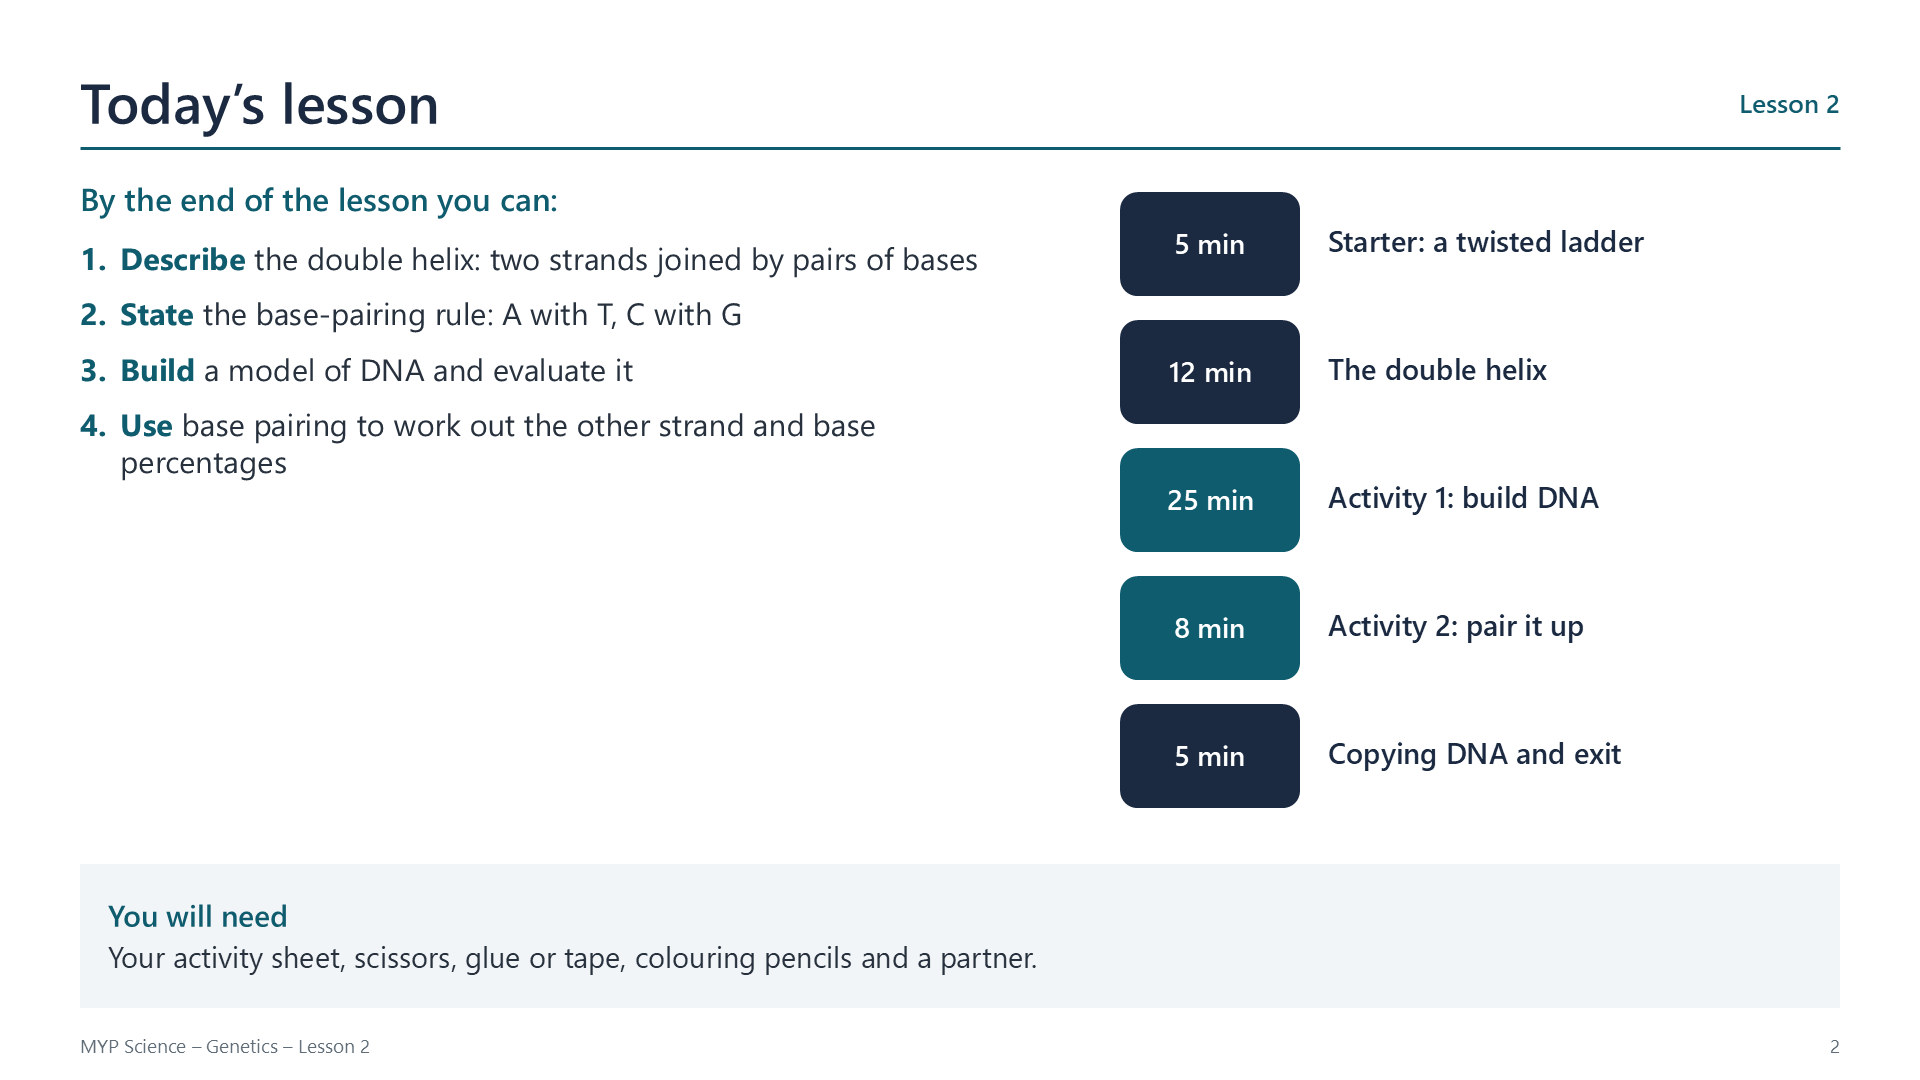 Today’s lesson
Lesson 2
By the end of the lesson you can:
1. Describe the double helix: two strands joined by pairs of bases
2. State the base-pairing rule: A with T, C with G
3. Build a model of DNA and evaluate it
4. Use base pairing to work out the other strand and base
percentages
5 min Starter: a twisted ladder
12 min The double helix
25 min Activity 1: build DNA
8 min Activity 2: pair it up
5 min Copying DNA and exit
You will need
Your activity sheet, scissors, glue or tape, colouring pencils and a partner.
MYP Science – Genetics – Lesson 2
2